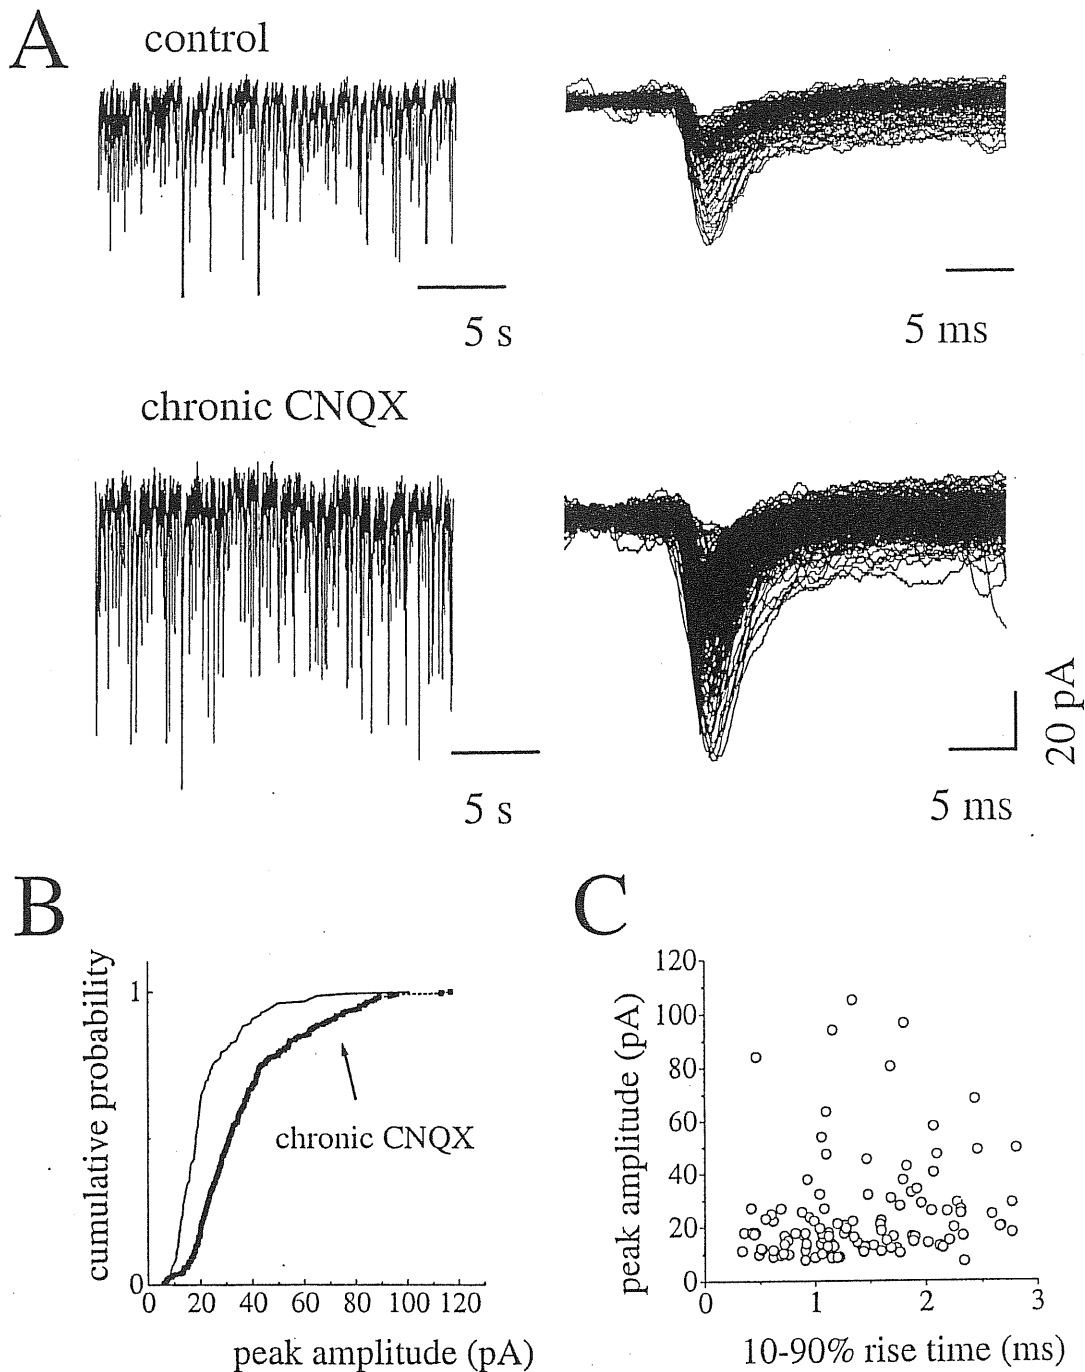 A
control
5 s
5 ms
chronic CNQX
5 s
5 ms
20 pA
B
cumulative probability
1
0
0 20 40 60 80 100 120
chronic CNQX
peak amplitude (pA)
C
peak amplitude (pA)
120
100
80
60
40
20
0
0 1 2 3
10-90% rise time (ms)